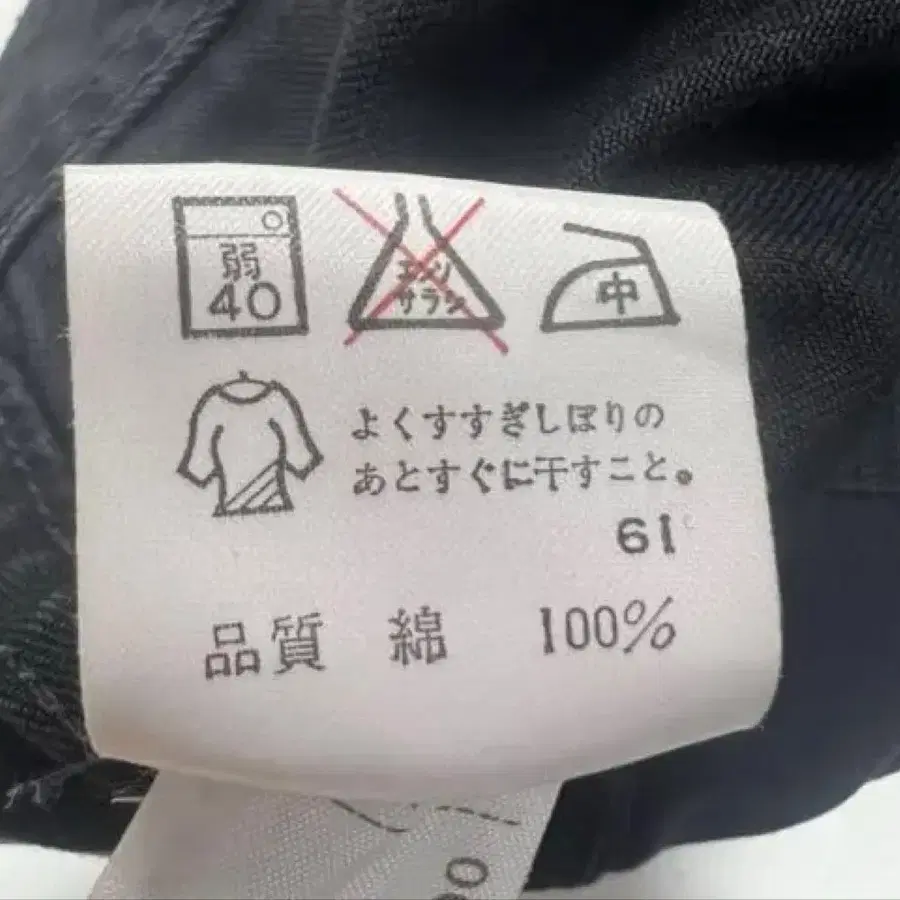 弱
40
エンソ
サラシ
中
よくすすぎしぼりの
あとすぐに干すこと。
61
品質 綿 100%